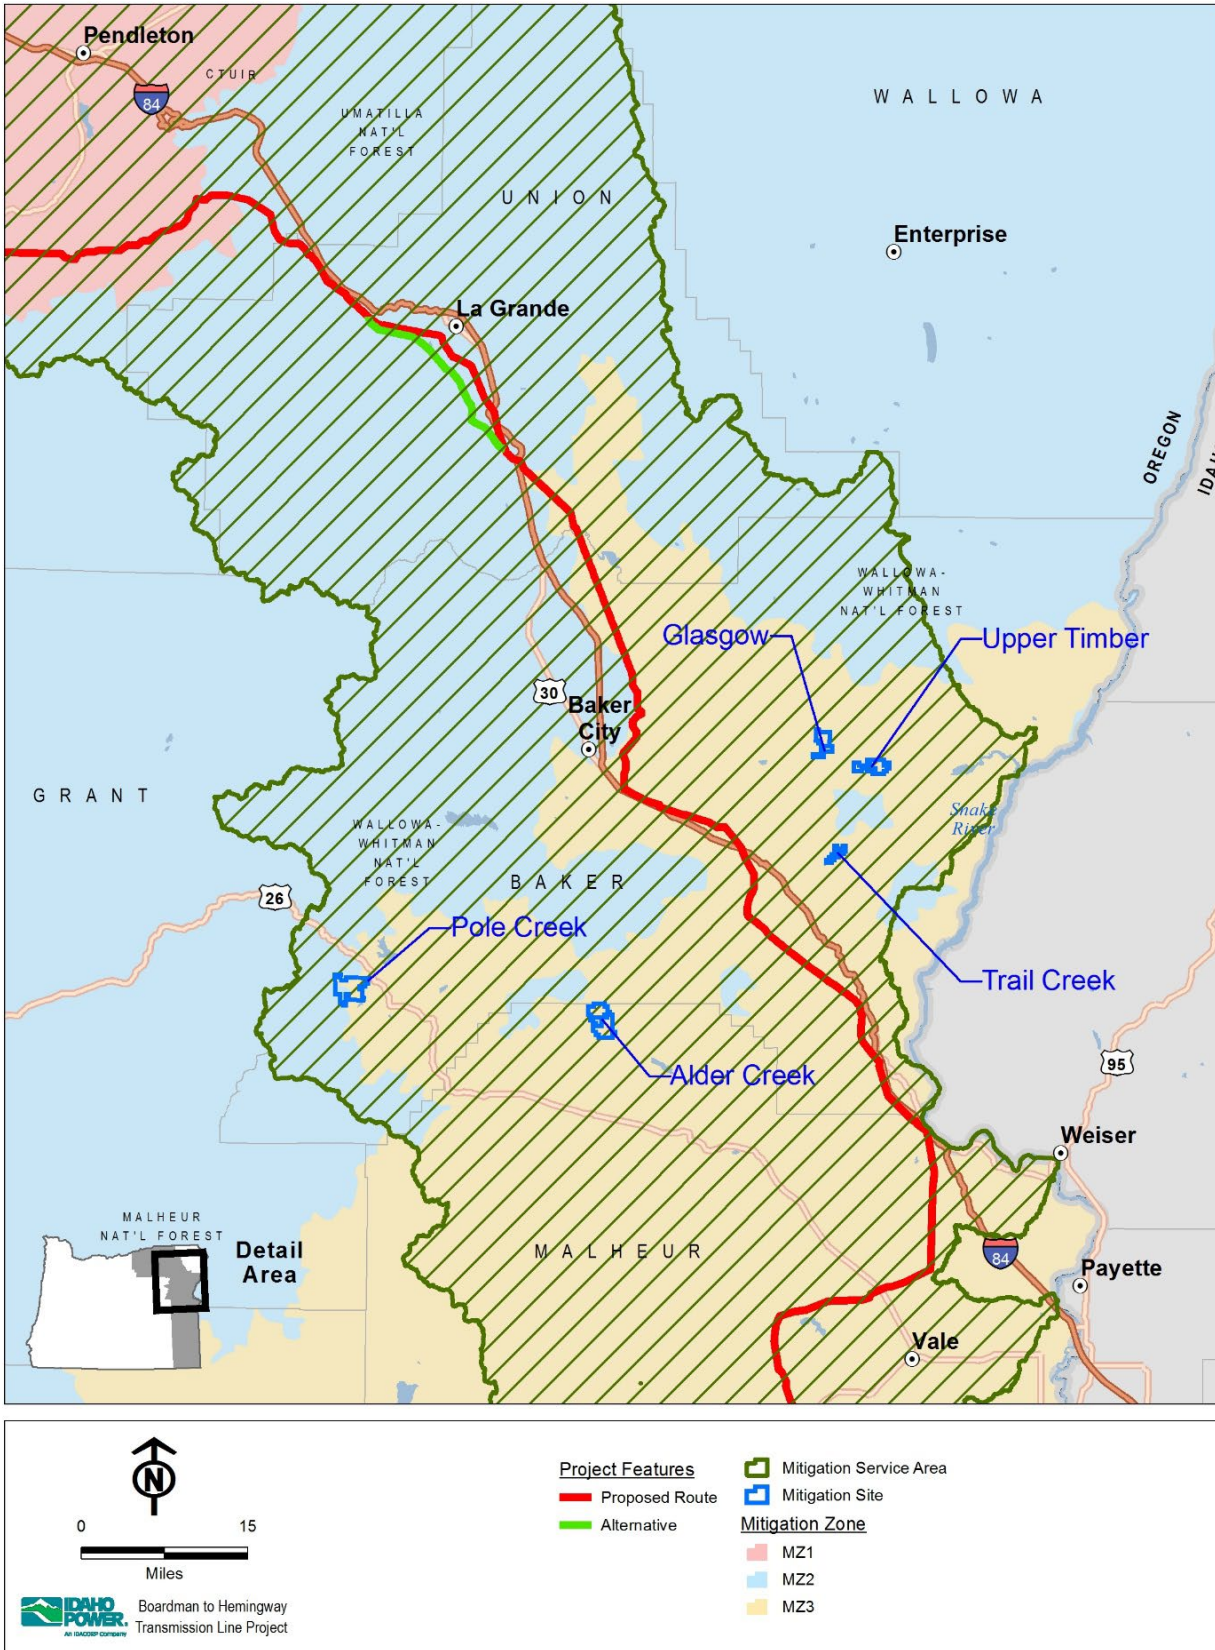 Pendleton
CTUIR
84
UMATILLA
NAT'L
FOREST
WALLOWA
UNION
Enterprise
La Grande
OREGON
WALLOWA-
WHITMAN
NAT'L FOREST
Glasgow
Upper Timber
30
Baker
City
GRANT
Snake
River
WALLOWA-
WHITMAN
NAT'L
FOREST
BAKER
26
Pole Creek
Trail Creek
Alder Creek
95
Weiser
MALHEUR
NAT'L FOREST
Detail
Area
MALHEUR
84
Payette
Vale
N
0 15
Miles
IDAHO
POWER.
An IDACORP Company
Boardman to Hemingway
Transmission Line Project
Project Features
Proposed Route
Alternative
Mitigation Service Area
Mitigation Site
Mitigation Zone
MZ1
MZ2
MZ3